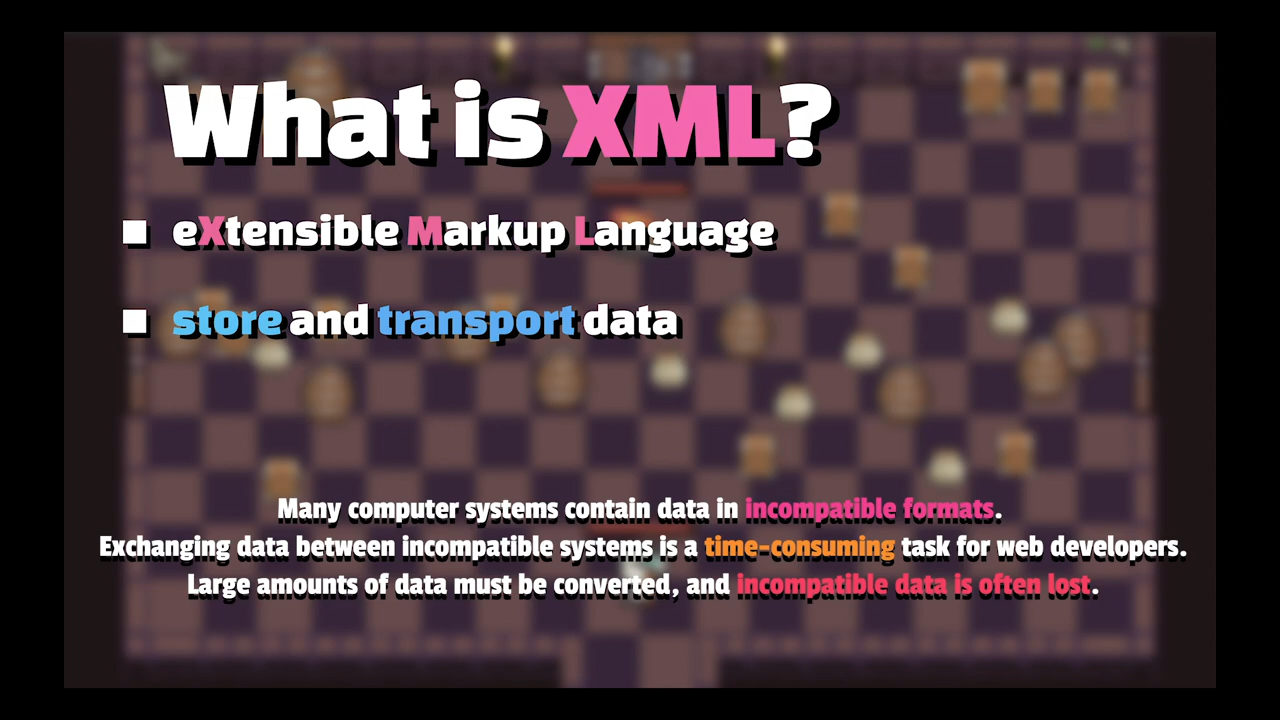 What is XML?
eXtensible Markup Language
store and transport data
Many computer systems contain data in incompatible formats.
Exchanging data between incompatible systems is a time-consuming task for web developers.
Large amounts of data must be converted, and incompatible data is often lost.